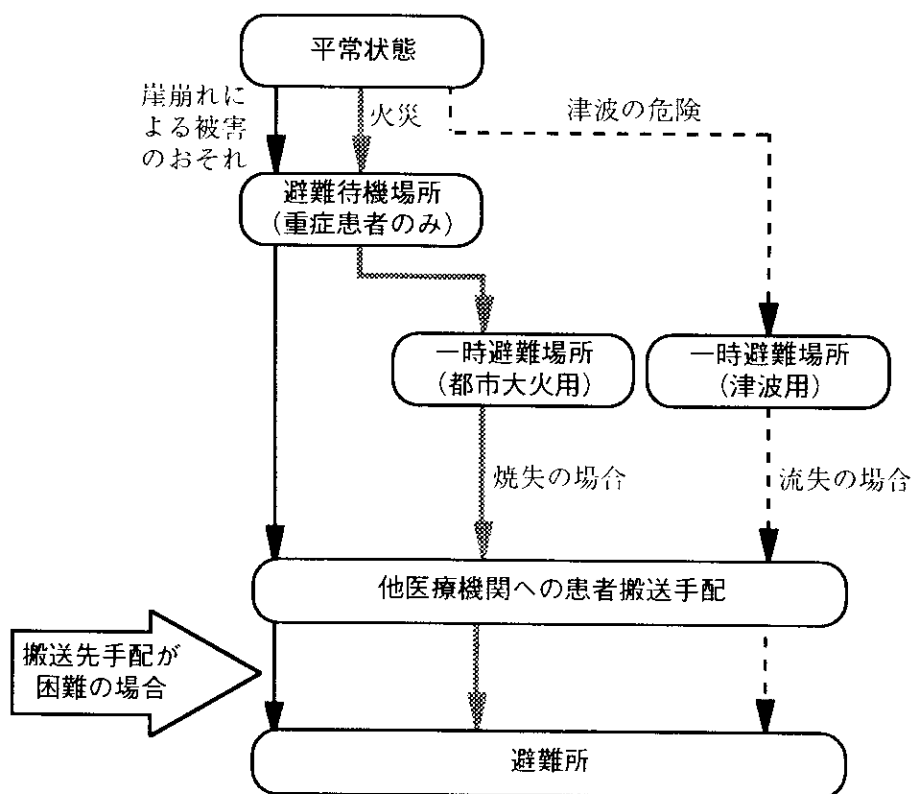 平常状態
崖崩れに
よる被害
のおそれ
火災
津波の危険
避難待機場所
（重症患者のみ）
一時避難場所
（都市大火用）
一時避難場所
（津波用）
焼失の場合
流失の場合
他医療機関への患者搬送手配
搬送先手配が
困難の場合
避難所